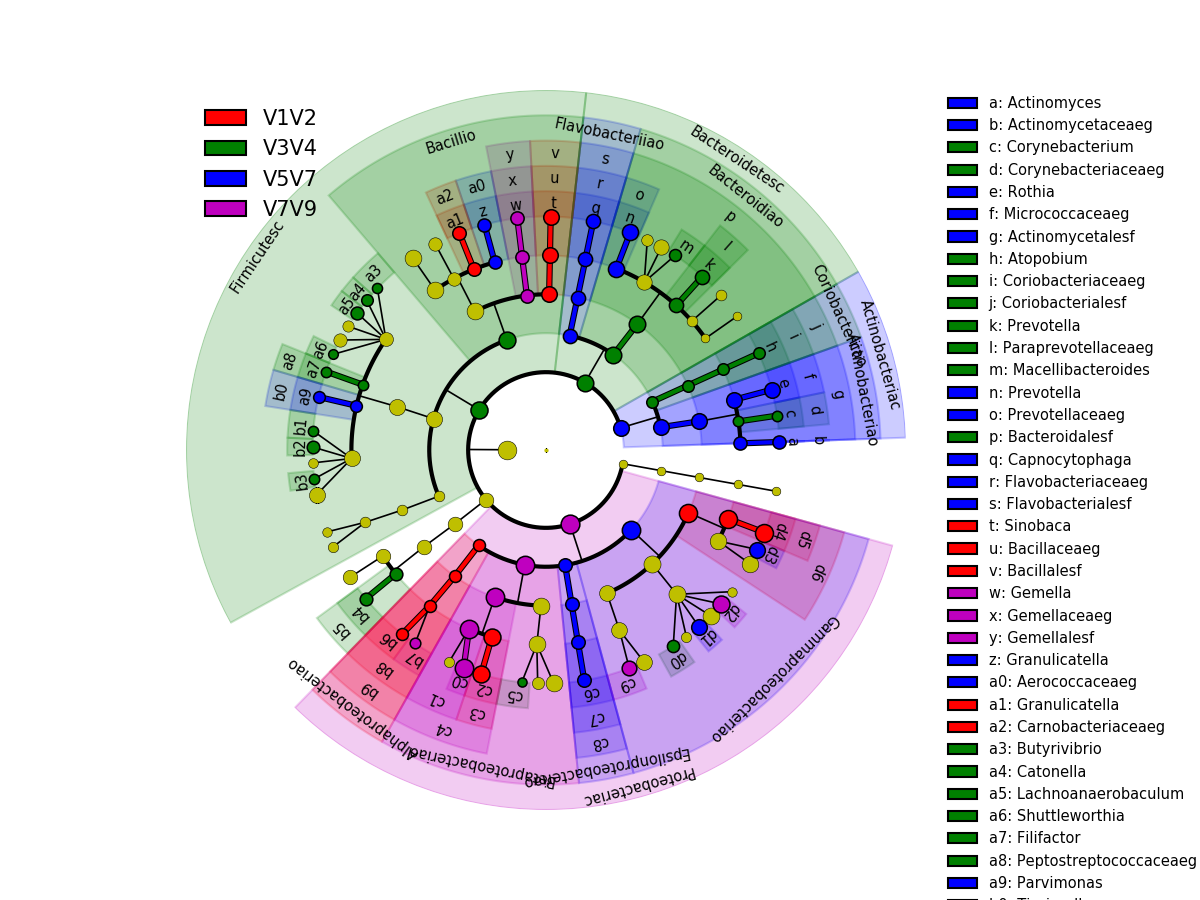 V1V2
V3V4
V5V7
V7V9
Firmicutesc
Bacillio
Flavobacteriiao
Bacteroidetesc
Bacteroidiao
Actinobacteriac
Actinobacteriao
Gammaproteobacteriao
Epsilonproteobacteriao
Proteobacteriac
Betaproteobacteriao
Alphaproteobacteriao
y
x
w
v
u
t
s
r
q
o
n
a0
z
a2
a1
p
l
k
m
j
i
h
g
f
e
d
c
b
a
a3
a4
a5
a6
a7
a8
a9
b0
b1
b2
b3
b4
b5
b6
b7
b8
b9
c0
c1
c2
c3
c4
c5
c6
c7
c8
c9
d0
d1
d2
d3
d4
d5
d6
a: Actinomyces
b: Actinomycetaceaeg
c: Corynebacterium
d: Corynebacteriaceaeg
e: Rothia
f: Micrococcaceaeg
g: Actinomycetalesf
h: Atopobium
i: Coriobacteriaceaeg
j: Coriobacterialesf
k: Prevotella
l: Paraprevotellaceaeg
m: Macellibacteroides
n: Prevotella
o: Prevotellaceaeg
p: Bacteroidalesf
q: Capnocytophaga
r: Flavobacteriaceaeg
s: Flavobacterialesf
t: Sinobaca
u: Bacillaceaeg
v: Bacillalesf
w: Gemella
x: Gemellaceaeg
y: Gemellalesf
z: Granulicatella
a0: Aerococcaceaeg
a1: Granulicatella
a2: Carnobacteriaceaeg
a3: Butyrivibrio
a4: Catonella
a5: Lachnoanaerobaculum
a6: Shuttleworthia
a7: Filifactor
a8: Peptostreptococcaceaeg
a9: Parvimonas